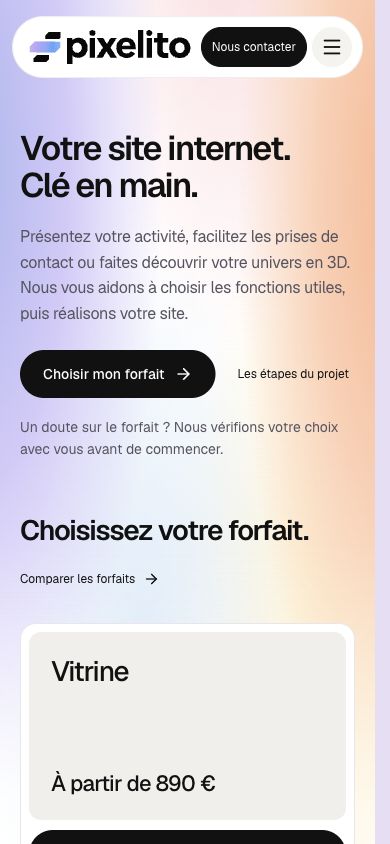 pixelito
Nous contacter
Votre site internet.
Clé en main.
Présentez votre activité, facilitez les prises de
contact ou faites découvrir votre univers en 3D.
Nous vous aidons à choisir les fonctions utiles,
puis réalisons votre site.
Choisir mon forfait
Les étapes du projet
Un doute sur le forfait ? Nous vérifions votre choix
avec vous avant de commencer.
Choisissez votre forfait.
Comparer les forfaits
Vitrine
À partir de 890 €